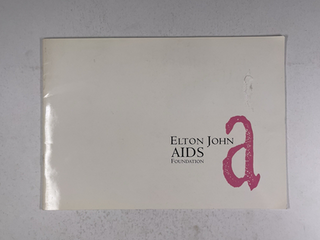 ELTON JOHN
AIDS
FOUNDATION
a